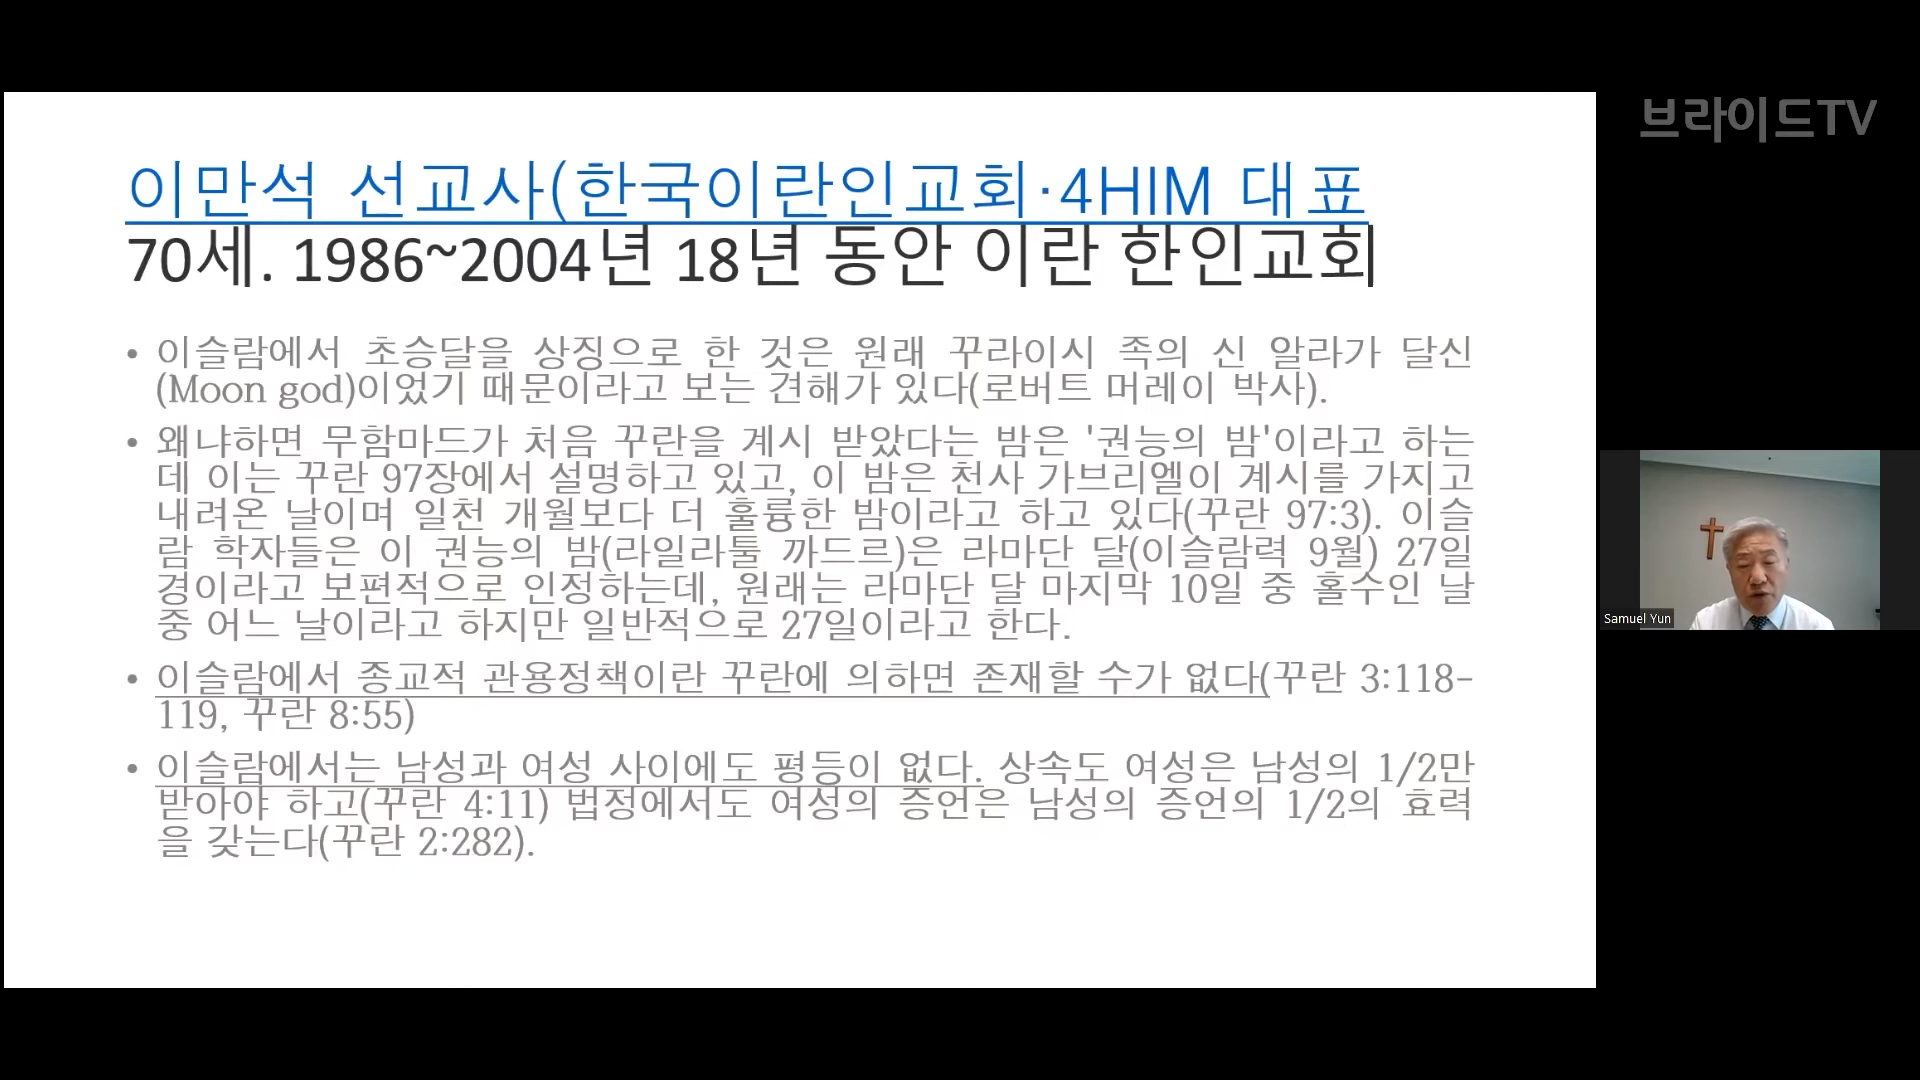 브라이드TV
이만석 선교사(한국이란인교회·4HIM 대표
70세. 1986~2004년 18년 동안 이란 한인교회
• 이슬람에서 초승달을 상징으로 한 것은 원래 꾸라이시 족의 신 알라가 달신
(Moon god)이었기 때문이라고 보는 견해가 있다(로버트 머레이 박사).
• 왜냐하면 무함마드가 처음 꾸란을 계시 받았다는 밤은 '권능의 밤'이라고 하는
데 이는 꾸란 97장에서 설명하고 있고, 이 밤은 천사 가브리엘이 계시를 가지고
내려온 날이며 일천 개월보다 더 훌륭한 밤이라고 하고 있다(꾸란 97:3). 이슬
람 학자들은 이 권능의 밤(라일라툴 까드르)은 라마단 달(이슬람력 9월) 27일
경이라고 보편적으로 인정하는데, 원래는 라마단 달 마지막 10일 중 홀수인 날
중 어느 날이라고 하지만 일반적으로 27일이라고 한다.
• 이슬람에서 종교적 관용정책이란 꾸란에 의하면 존재할 수가 없다(꾸란 3:118-
119, 꾸란 8:55)
• 이슬람에서는 남성과 여성 사이에도 평등이 없다. 상속도 여성은 남성의 1/2만
받아야 하고(꾸란 4:11) 법정에서도 여성의 증언은 남성의 증언의 1/2의 효력
을 갖는다(꾸란 2:282).
Samuel Yun